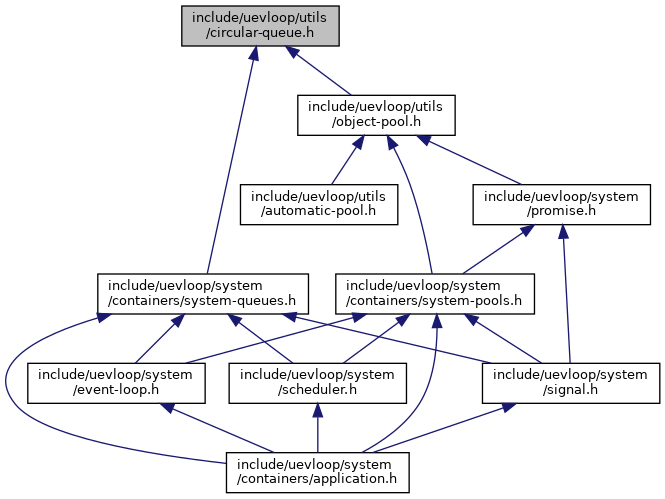 include/uevloop/utils
/circular-queue.h
include/uevloop/utils
/object-pool.h
include/uevloop/utils
/automatic-pool.h
include/uevloop/system
/promise.h
include/uevloop/system
/containers/system-queues.h
include/uevloop/system
/containers/system-pools.h
include/uevloop/system
/event-loop.h
include/uevloop/system
/scheduler.h
include/uevloop/system
/signal.h
include/uevloop/system
/containers/application.h